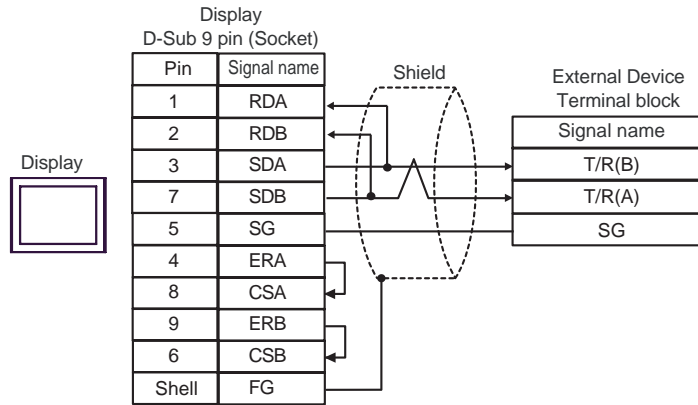 Display
D-Sub 9 pin (Socket)
Pin Signal name
1 RDA
2 RDB
3 SDA
7 SDB
5 SG
4 ERA
8 CSA
9 ERB
6 CSB
Shell FG
Display
Shield
External Device
Terminal block
Signal name
T/R(B)
T/R(A)
SG